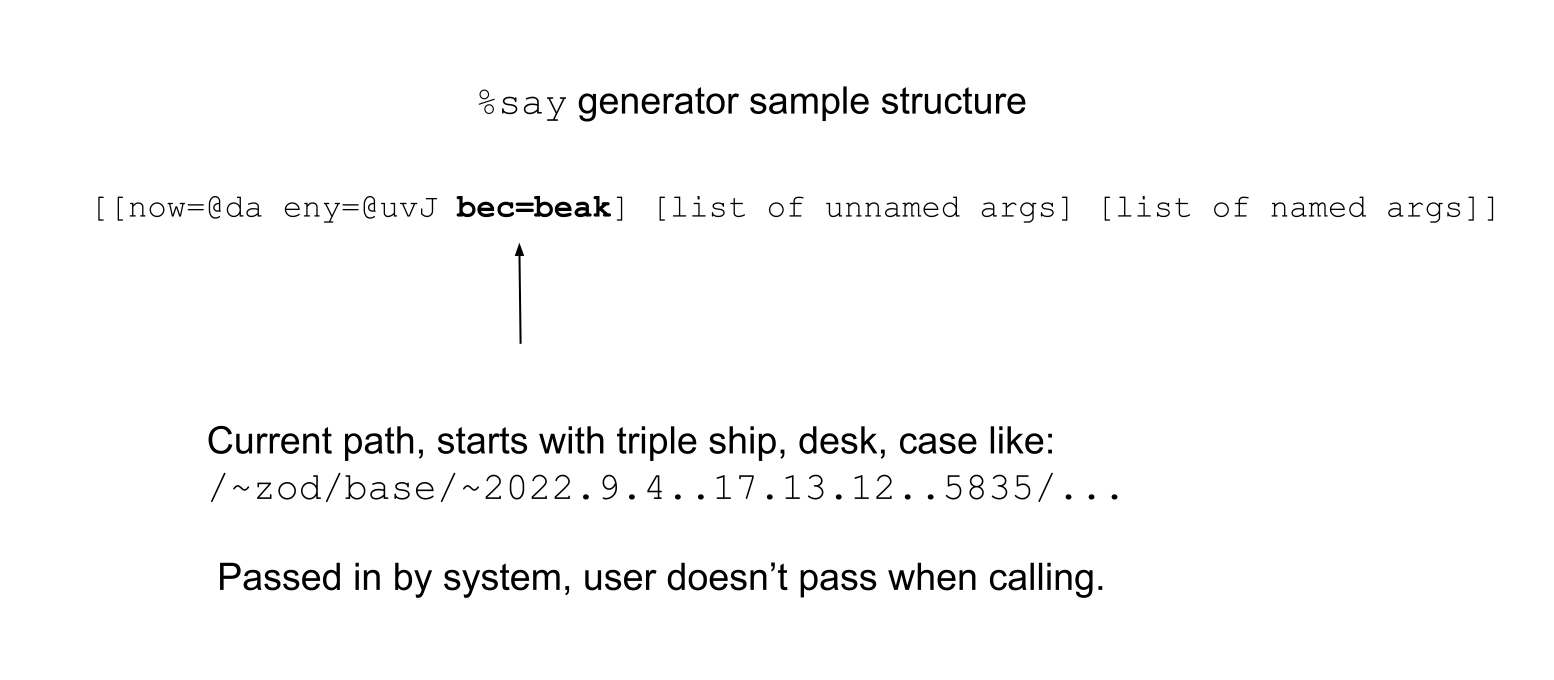 %say generator sample structure
[[now=@da eny=@uvJ bec=beak] [list of unnamed args] [list of named args]]
Current path, starts with triple ship, desk, case like:
/~zod/base/~2022.9.4..17.13.12..5835/...
Passed in by system, user doesn’t pass when calling.